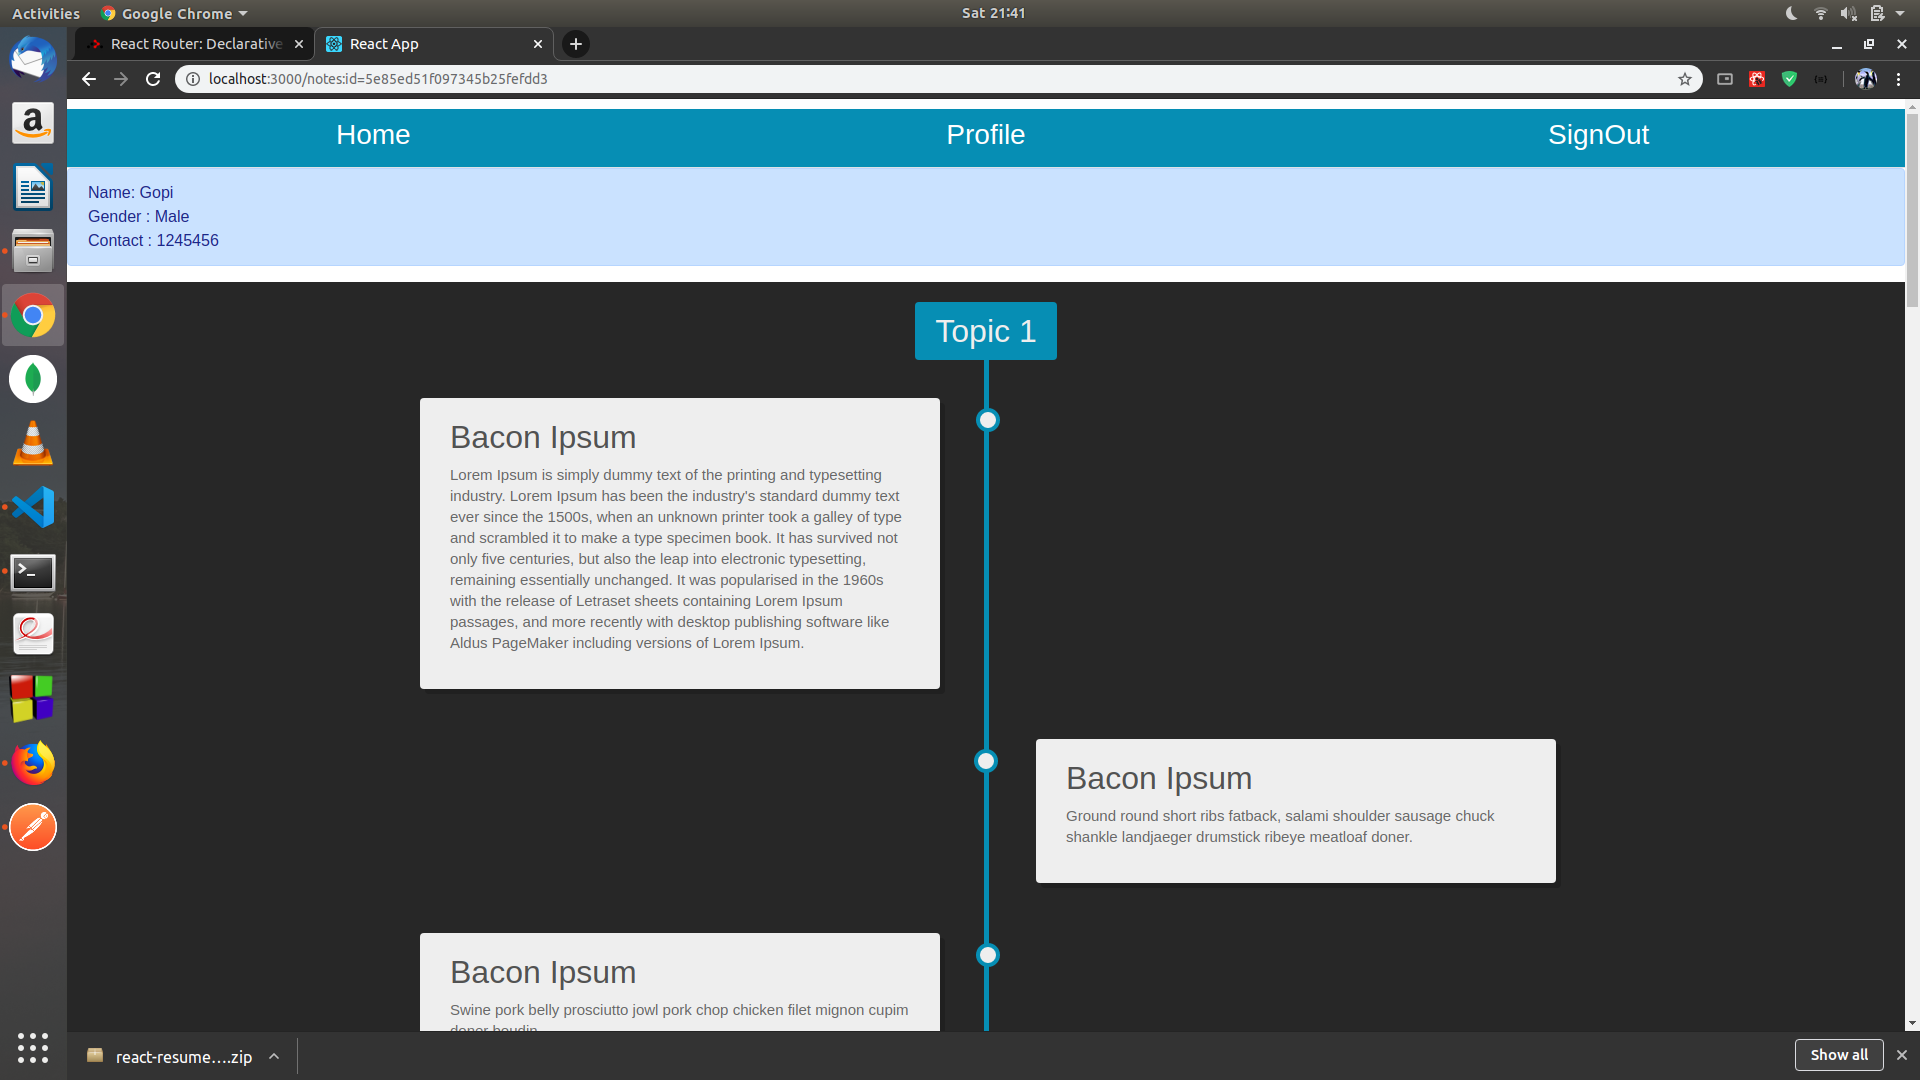 Activities
Google Chrome
Sat 21:41
React Router: Declarative
React App
localhost:3000/notes:id=5e85ed51f097345b25fefdd3
Home
Profile
SignOut
Name: Gopi
Gender : Male
Contact : 1245456
Topic 1
Bacon Ipsum
Lorem Ipsum is simply dummy text of the printing and typesetting
industry. Lorem Ipsum has been the industry's standard dummy text
ever since the 1500s, when an unknown printer took a galley of type
and scrambled it to make a type specimen book. It has survived not
only five centuries, but also the leap into electronic typesetting,
remaining essentially unchanged. It was popularised in the 1960s
with the release of Letraset sheets containing Lorem Ipsum
passages, and more recently with desktop publishing software like
Aldus PageMaker including versions of Lorem Ipsum.
Bacon Ipsum
Ground round short ribs fatback, salami shoulder sausage chuck
shankle landjaeger drumstick ribeye meatloaf doner.
Bacon Ipsum
Swine pork belly prosciutto jowl pork chop chicken filet mignon cupim
doner boudin
react-resume....zip
Show all